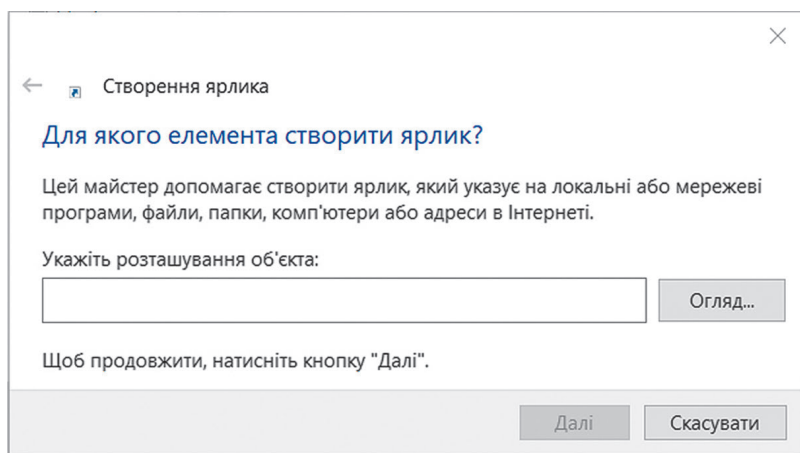 Створення ярлика
Для якого елемента створити ярлик?
Цей майстер допомагає створити ярлик, який указує на локальні або мережеві
програми, файли, папки, комп'ютери або адреси в Інтернеті.
Укажіть розташування об'єкта:
Огляд...
Щоб продовжити, натисніть кнопку "Далі".
Далі
Скасувати